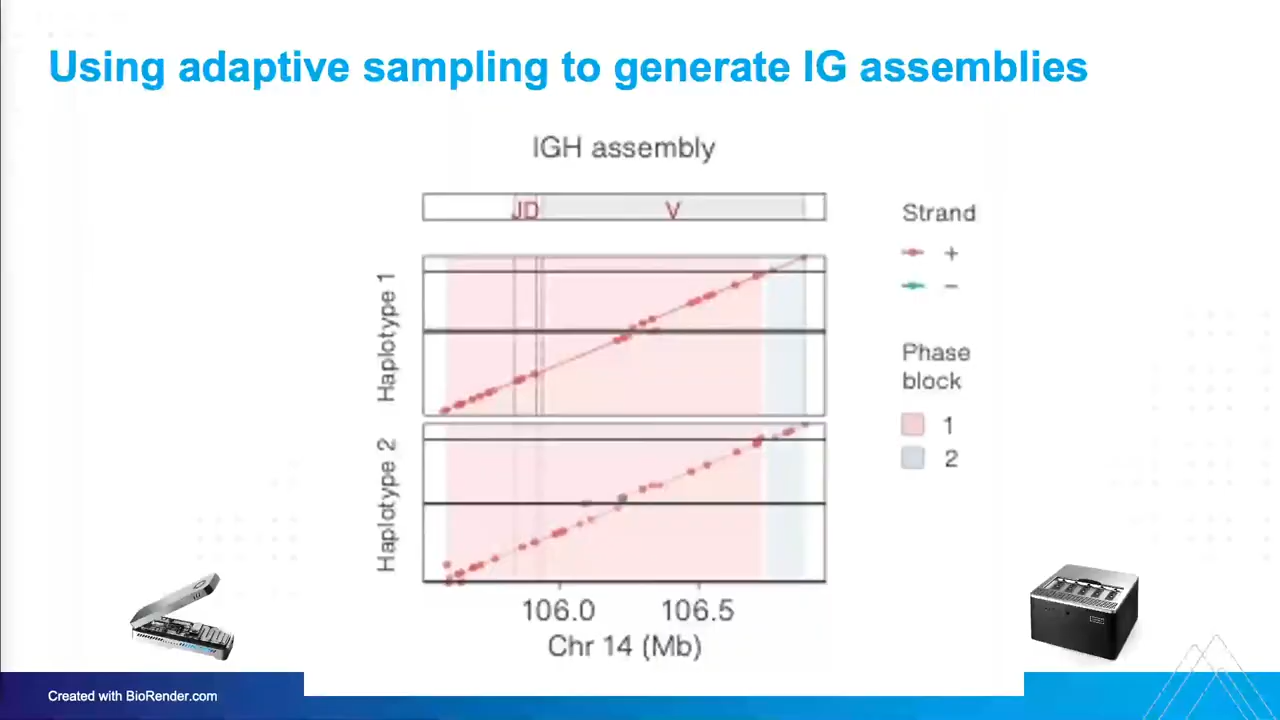 Using adaptive sampling to generate IG assemblies
IGH assembly
JD V
Haplotype 1
Haplotype 2
106.0 106.5
Chr 14 (Mb)
Strand
+
−
Phase
block
1
2
Created with BioRender.com